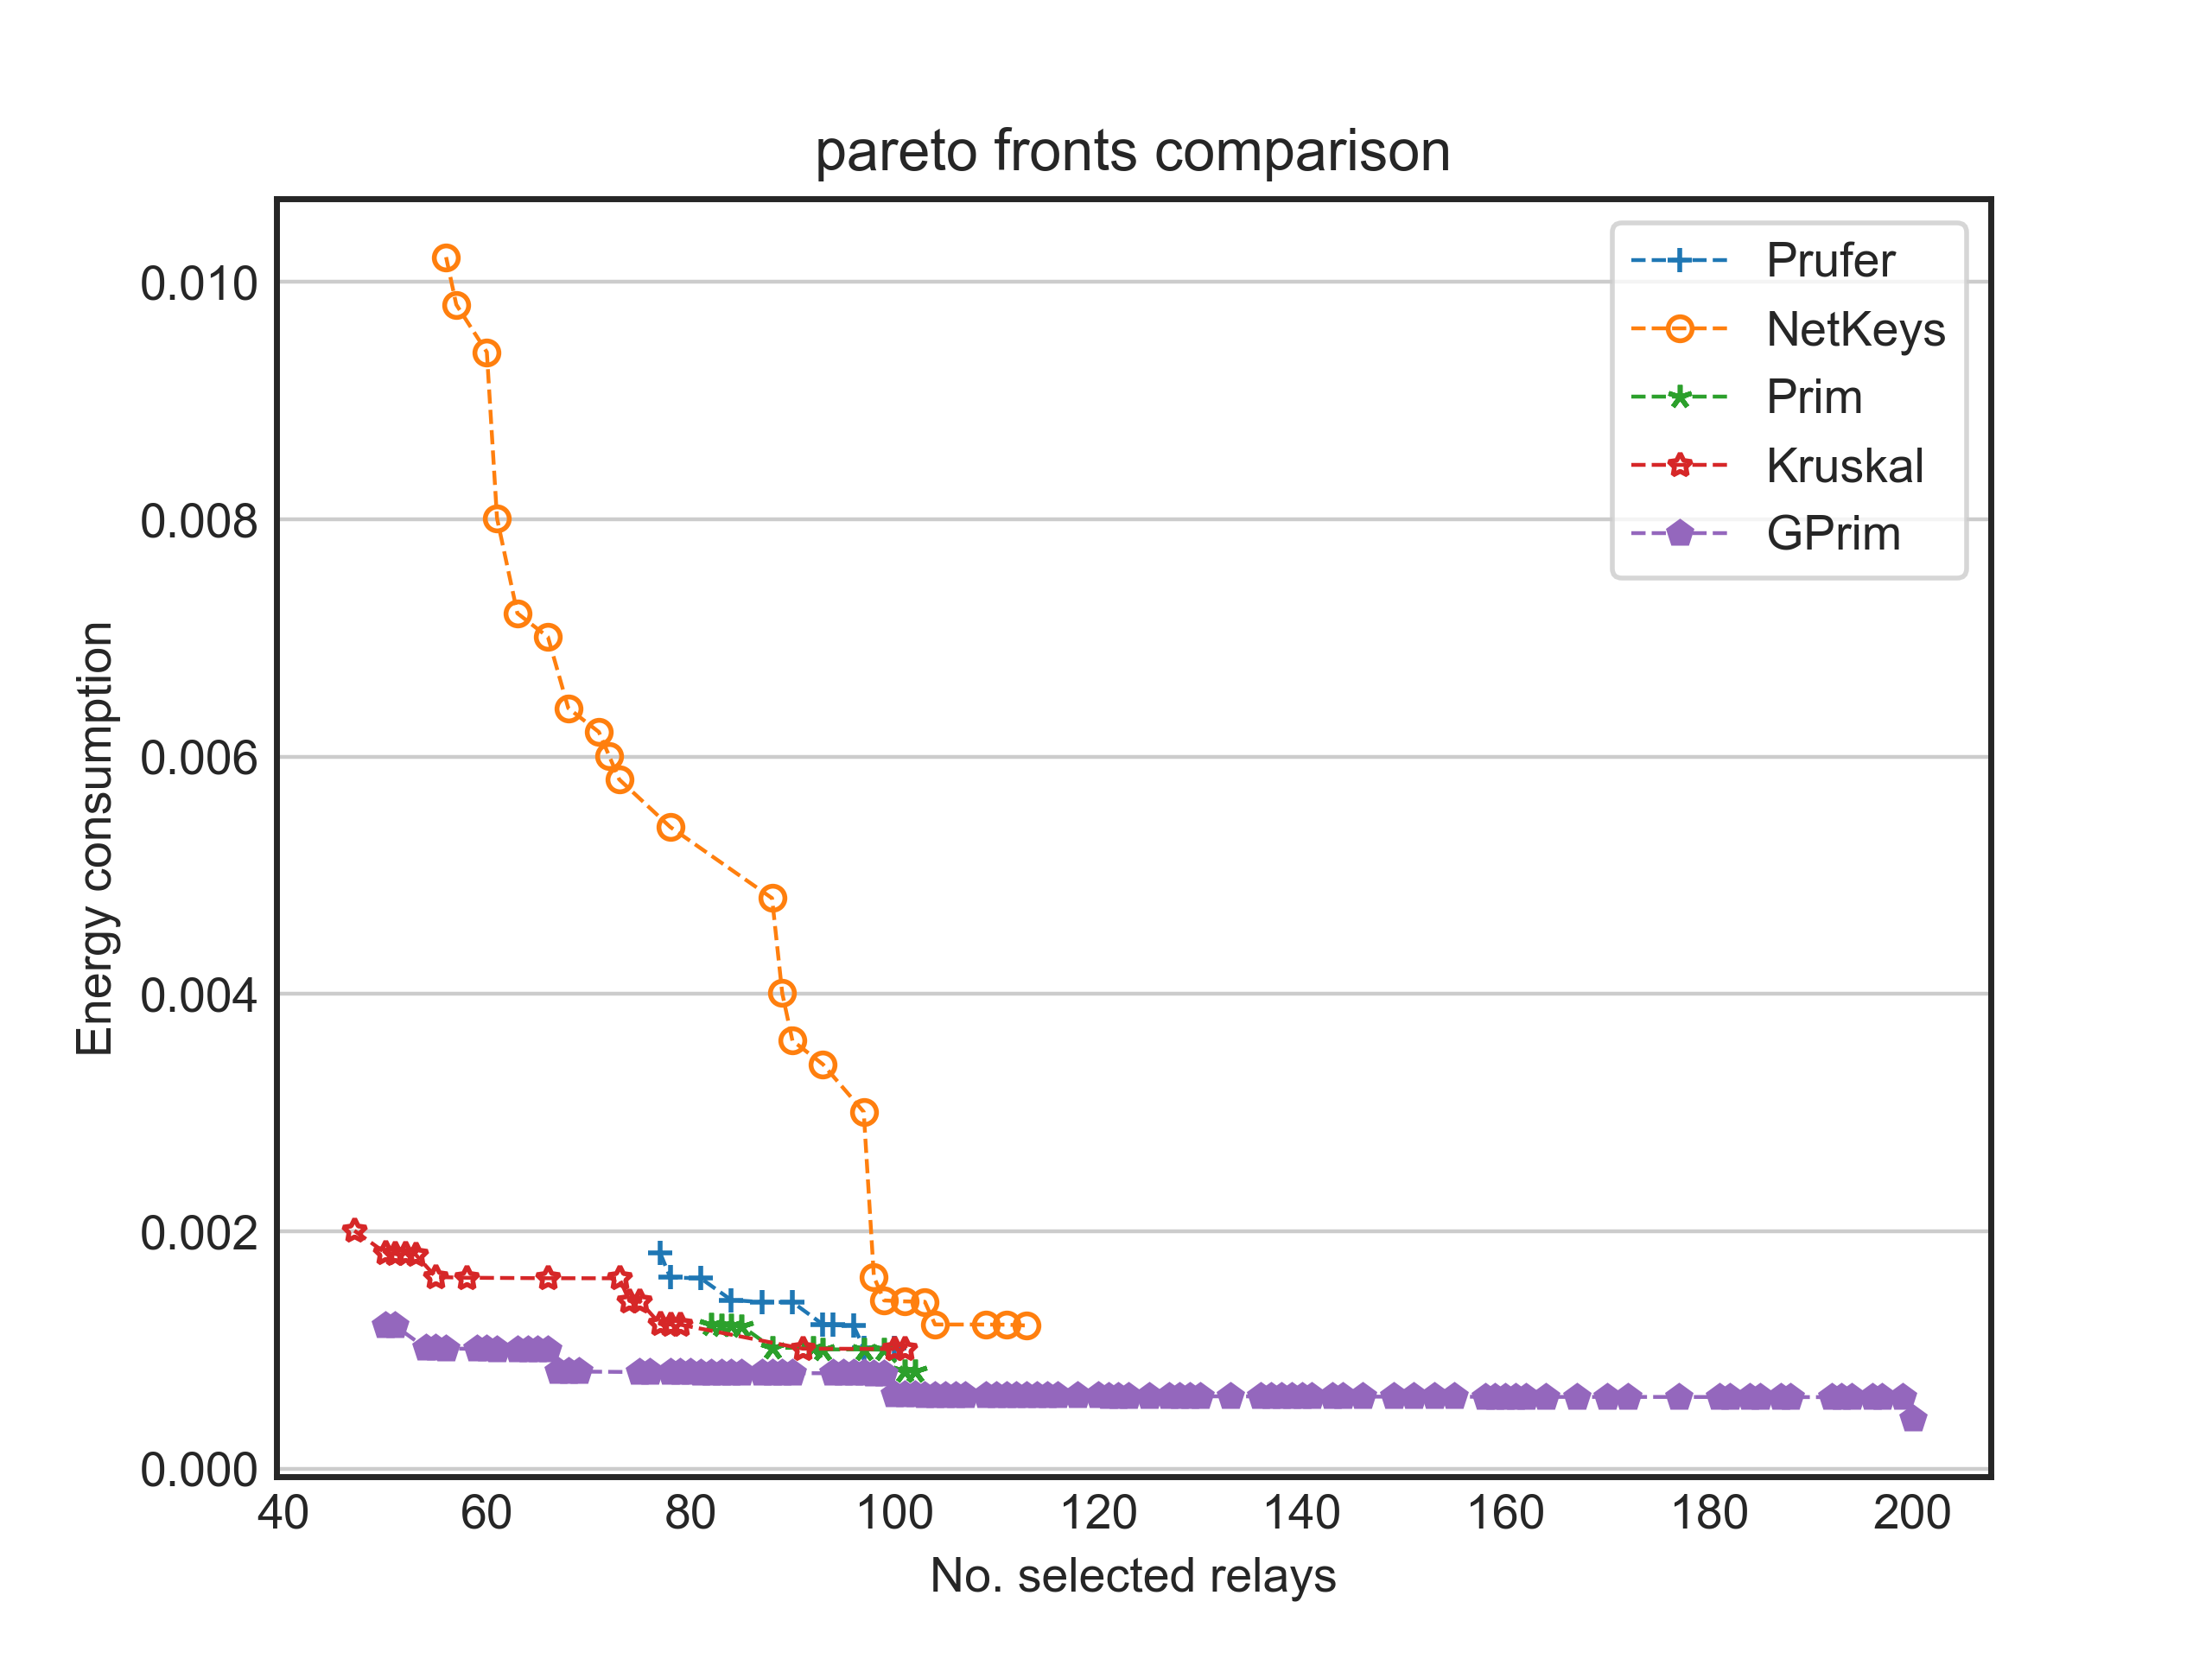 pareto fronts comparison
Prufer
NetKeys
Prim
Kruskal
GPrim
Energy consumption
0.010
0.008
0.006
0.004
0.002
0.000
40 60 80 100 120 140 160 180 200
No. selected relays